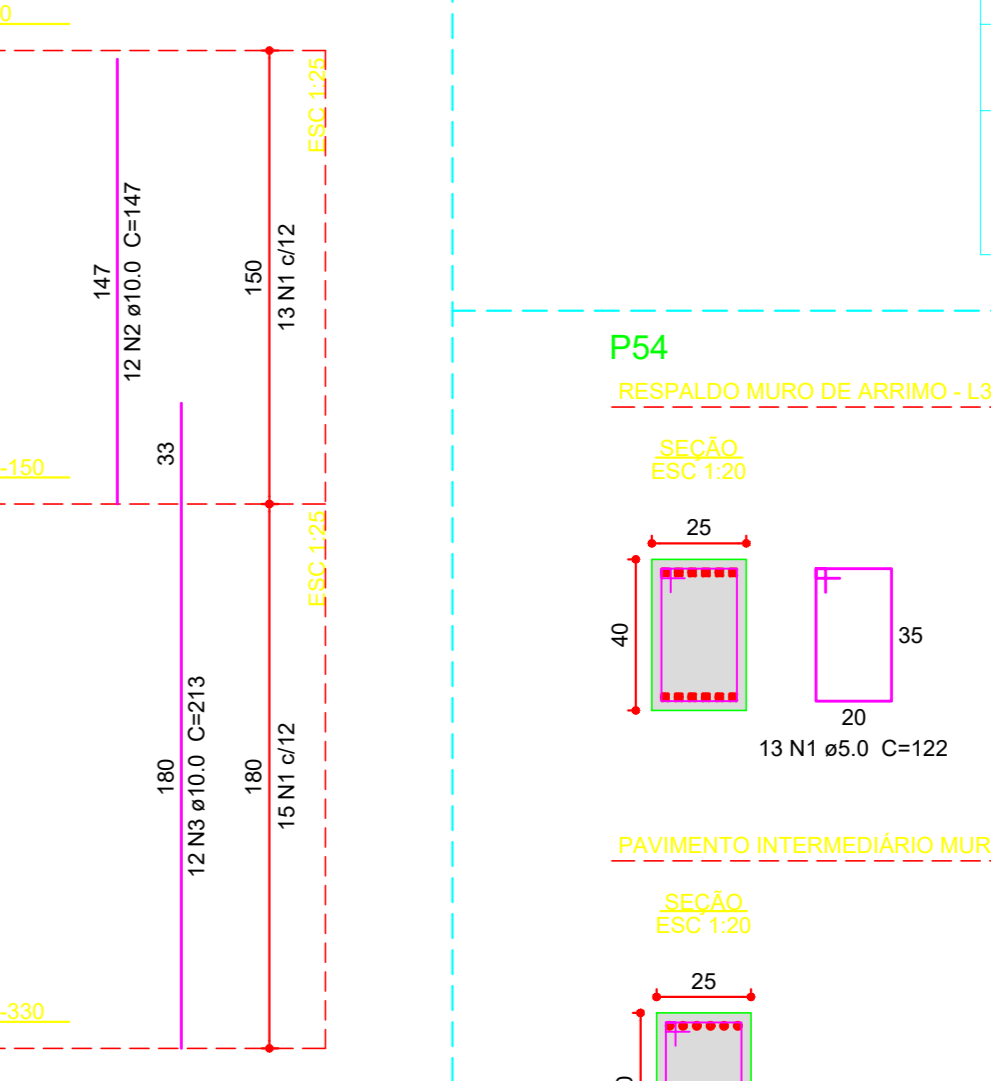 0
ESC 1:25
147
12 N2 ø10.0 C=147
150
13 N1 c/12
33
-150
ESC 1:25
180
12 N3 ø10.0 C=213
180
15 N1 c/12
-330
P54
RESPALDO MURO DE ARRIMO - L3
SEÇÃO
ESC 1:20
25
40
35
20
13 N1 ø5.0 C=122
PAVIMENTO INTERMEDIÁRIO MUR
SEÇÃO
ESC 1:20
25